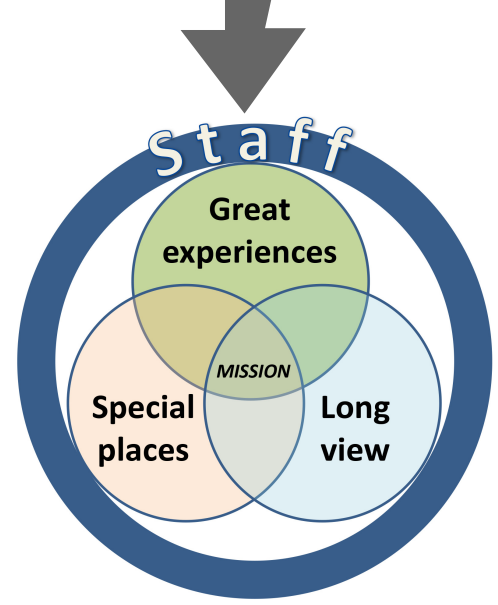 Staff
Great
experiences
MISSION
Special
places
Long
view